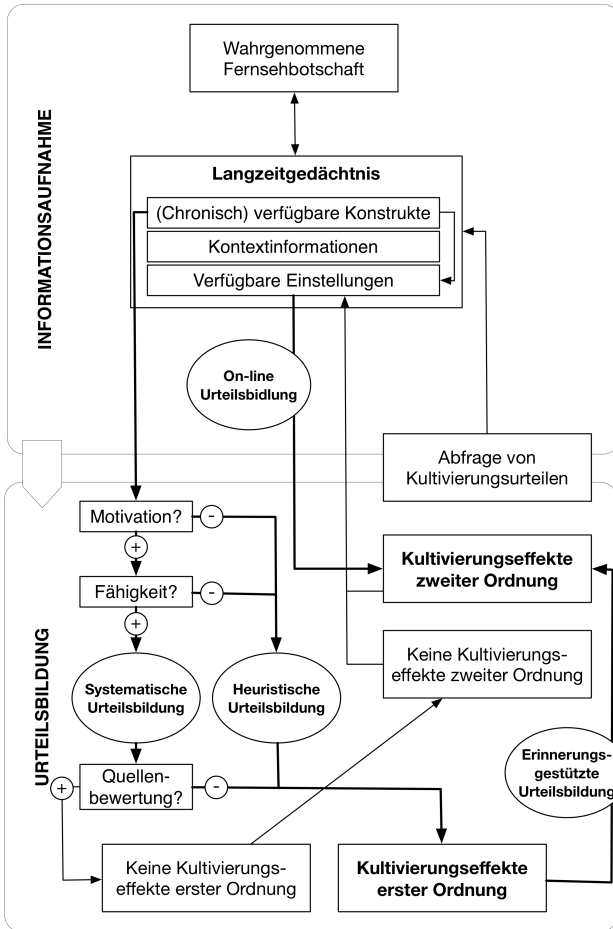 Wahrgenommene
Fernsehbotschaft
INFORMATIONSAUFNAHME
Langzeitgedächtnis
(Chronisch) verfügbare Konstrukte
Kontextinformationen
Verfügbare Einstellungen
On-line
Urteilsbidlung
Abfrage von
Kultivierungsurteilen
Motivation?
-
+
Kultivierungseffekte
zweiter Ordnung
Fähigkeit?
-
+
URTEILSBILDUNG
Systematische
Urteilsbildung
Heuristische
Urteilsbildung
Keine Kultivierungs-
effekte zweiter Ordnung
Erinnerungs-
gestützte
Urteilsbildung
+
Quellen-
bewertung?
-
Keine Kultivierungs-
effekte erster Ordnung
Kultivierungseffekte
erster Ordnung